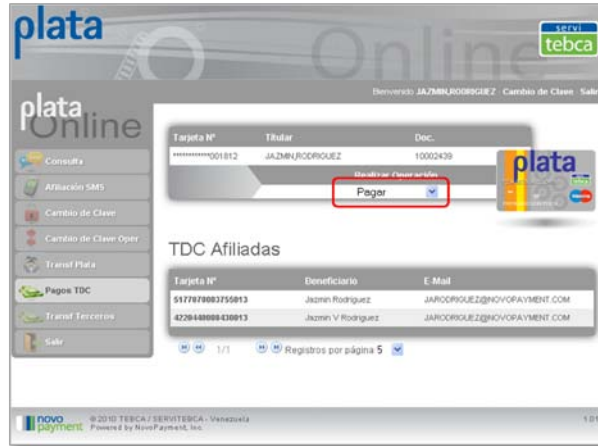 plata
Online
servi
tebca
Bienvenido JAZMIN,RODRIGUEZ Cambio de Clave Salir
plata
Online
Tarjeta Nº Titular Doc.
************001812 JAZMIN,RODRIGUEZ 10002439
Realizar Operación
Pagar
plata
Consulta
Afiliación SMS
Cambio de Clave
Cambio de Clave Oper
Transf Plata
Pagos TDC
Transf Terceros
Salir
TDC Afiliadas
Tarjeta Nº Beneficiario E-Mail
5177070003755013 Jazmin Rodriguez JARODRIGUEZ@NOVOPAYMENT.COM
4220440000430013 Jazmin V Rodriguez JARODRIGUEZ@NOVOPAYMENT.COM
1/1 Registros por página 5
novo
payment
©2010 TEBCA / SERVITEBCA - Venezuela
Powered by NovoPayment, Inc.